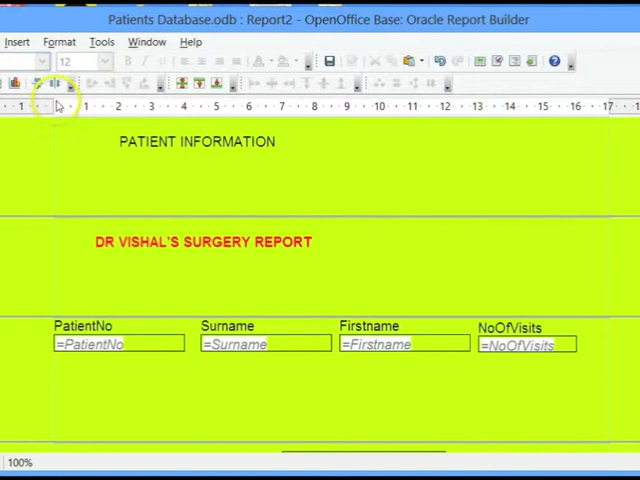 Patients Database.odb : Report2 - OpenOffice Base: Oracle Report Builder
Insert Format Tools Window Help
12
1 1 2 3 4 5 6 7 8 9 10 11 12 13 14 15 16 17
PATIENT INFORMATION
DR VISHAL'S SURGERY REPORT
PatientNo Surname Firstname NoOfVisits
=PatientNo =Surname =Firstname =NoOfVisits
100%